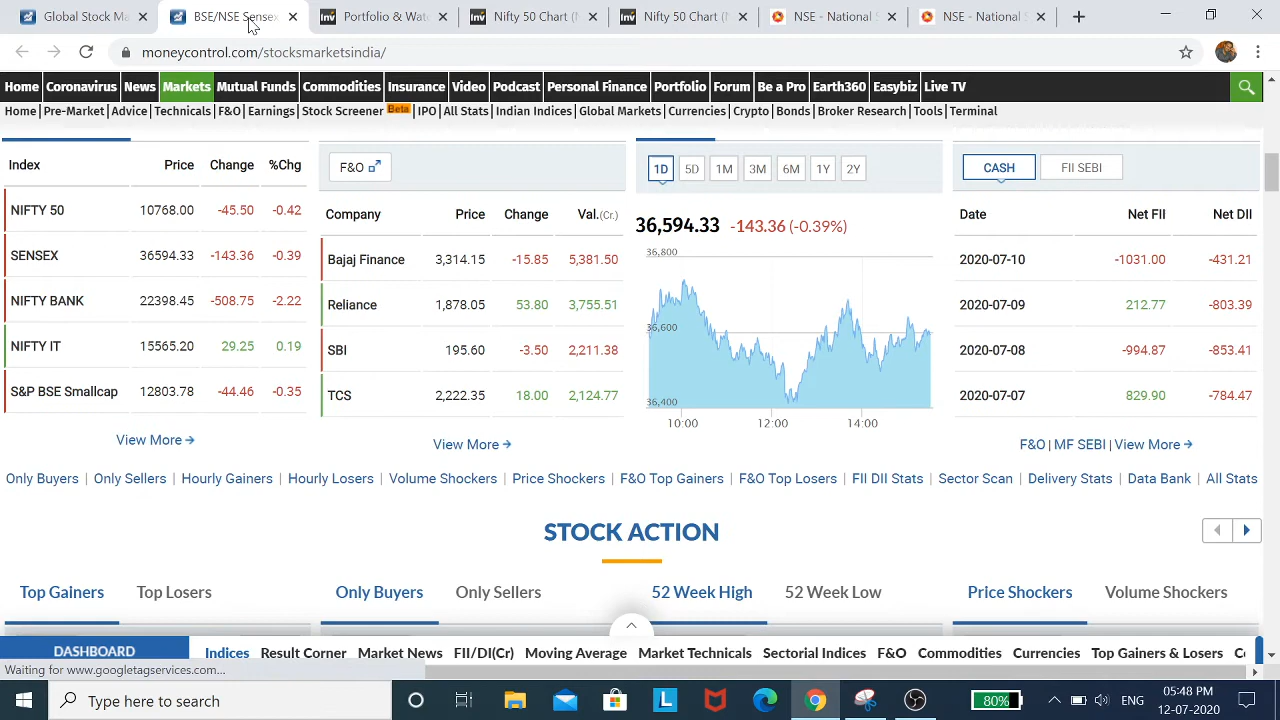 Global Stock Ma
BSE/NSE Sensex
Portfolio & Wat
Nifty 50 Chart (N
Nifty 50 Chart (N
NSE - National S
NSE - National S
moneycontrol.com/stocksmarketsindia/
Home Coronavirus News Markets Mutual Funds Commodities Insurance Video Podcast Personal Finance Portfolio Forum Be a Pro Earth360 Easybiz Live TV
Home | Pre-Market | Advice | Technicals | F&O | Earnings | Stock Screener Beta | IPO | All Stats | Indian Indices | Global Markets | Currencies | Crypto | Bonds | Broker Research | Tools | Terminal
Index Price Change %Chg
NIFTY 50 10768.00 -45.50 -0.42
SENSEX 36594.33 -143.36 -0.39
NIFTY BANK 22398.45 -508.75 -2.22
NIFTY IT 15565.20 29.25 0.19
S&P BSE Smallcap 12803.78 -44.46 -0.35
View More
F&O
Company Price Change Val.(Cr.)
Bajaj Finance 3,314.15 -15.85 5,381.50
Reliance 1,878.05 53.80 3,755.51
SBI 195.60 -3.50 2,211.38
TCS 2,222.35 18.00 2,124.77
View More
1D 5D 1M 3M 6M 1Y 2Y
36,594.33 -143.36 (-0.39%)
36,800
36,600
36,400
10:00 12:00 14:00
CASH FII SEBI
Date Net FII Net DII
2020-07-10 -1031.00 -431.21
2020-07-09 212.77 -803.39
2020-07-08 -994.87 -853.41
2020-07-07 829.90 -784.47
F&O | MF SEBI | View More
Only Buyers | Only Sellers | Hourly Gainers | Hourly Losers | Volume Shockers | Price Shockers | F&O Top Gainers | F&O Top Losers | FII DII Stats | Sector Scan | Delivery Stats | Data Bank | All Stats
STOCK ACTION
Top Gainers Top Losers Only Buyers Only Sellers 52 Week High 52 Week Low Price Shockers Volume Shockers
DASHBOARD Indices Result Corner Market News FII/DI(Cr) Moving Average Market Technicals Sectorial Indices F&O Commodities Currencies Top Gainers & Losers
Waiting for www.googletagservices.com...
Type here to search
L
80%
ENG
05:48 PM
12-07-2020